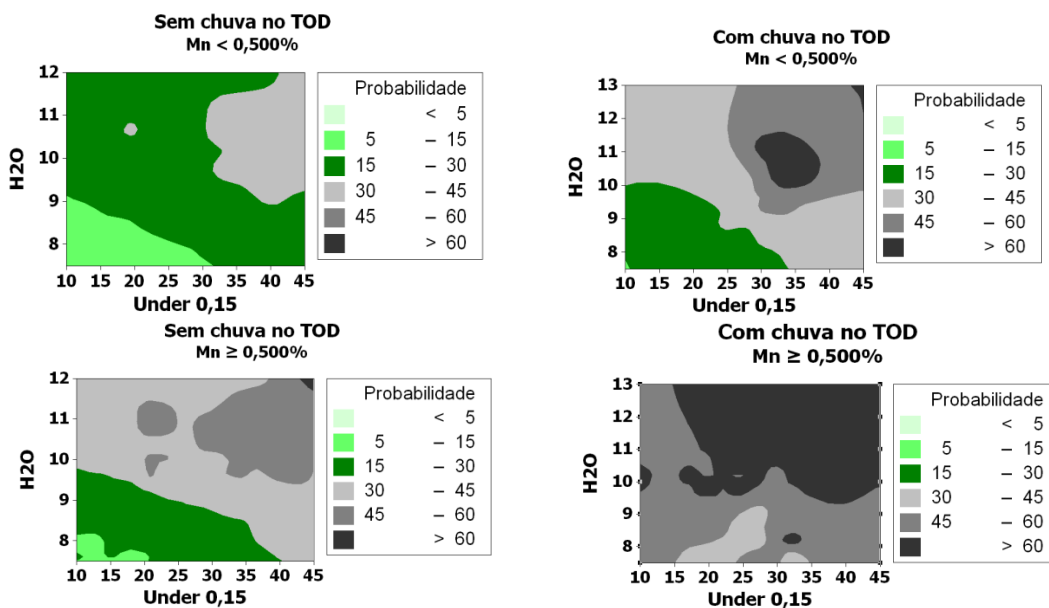 Sem chuva no TOD
Mn < 0,500%
12
11
10
9
8
H2O
10 15 20 25 30 35 40 45
Under 0,15
Probabilidade
< 5
5 – 15
15 – 30
30 – 45
45 – 60
> 60
Com chuva no TOD
Mn < 0,500%
13
12
11
10
9
8
H2O
10 15 20 25 30 35 40 45
Under 0,15
Probabilidade
< 5
5 – 15
15 – 30
30 – 45
45 – 60
> 60
Sem chuva no TOD
Mn ≥ 0,500%
12
11
10
9
8
H2O
10 15 20 25 30 35 40 45
Under 0,15
Probabilidade
< 5
5 – 15
15 – 30
30 – 45
45 – 60
> 60
Com chuva no TOD
Mn ≥ 0,500%
13
12
11
10
9
8
H2O
10 15 20 25 30 35 40 45
Under 0,15
Probabilidade
< 5
5 – 15
15 – 30
30 – 45
45 – 60
> 60